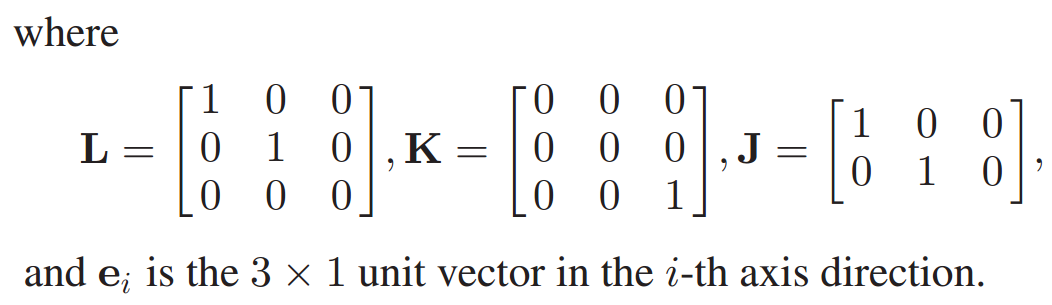 where
L = [1 0 0; 0 1 0; 0 0 0], K = [0 0 0; 0 0 0; 0 0 1], J = [1 0 0; 0 1 0],
and eᵢ is the 3 × 1 unit vector in the i-th axis direction.